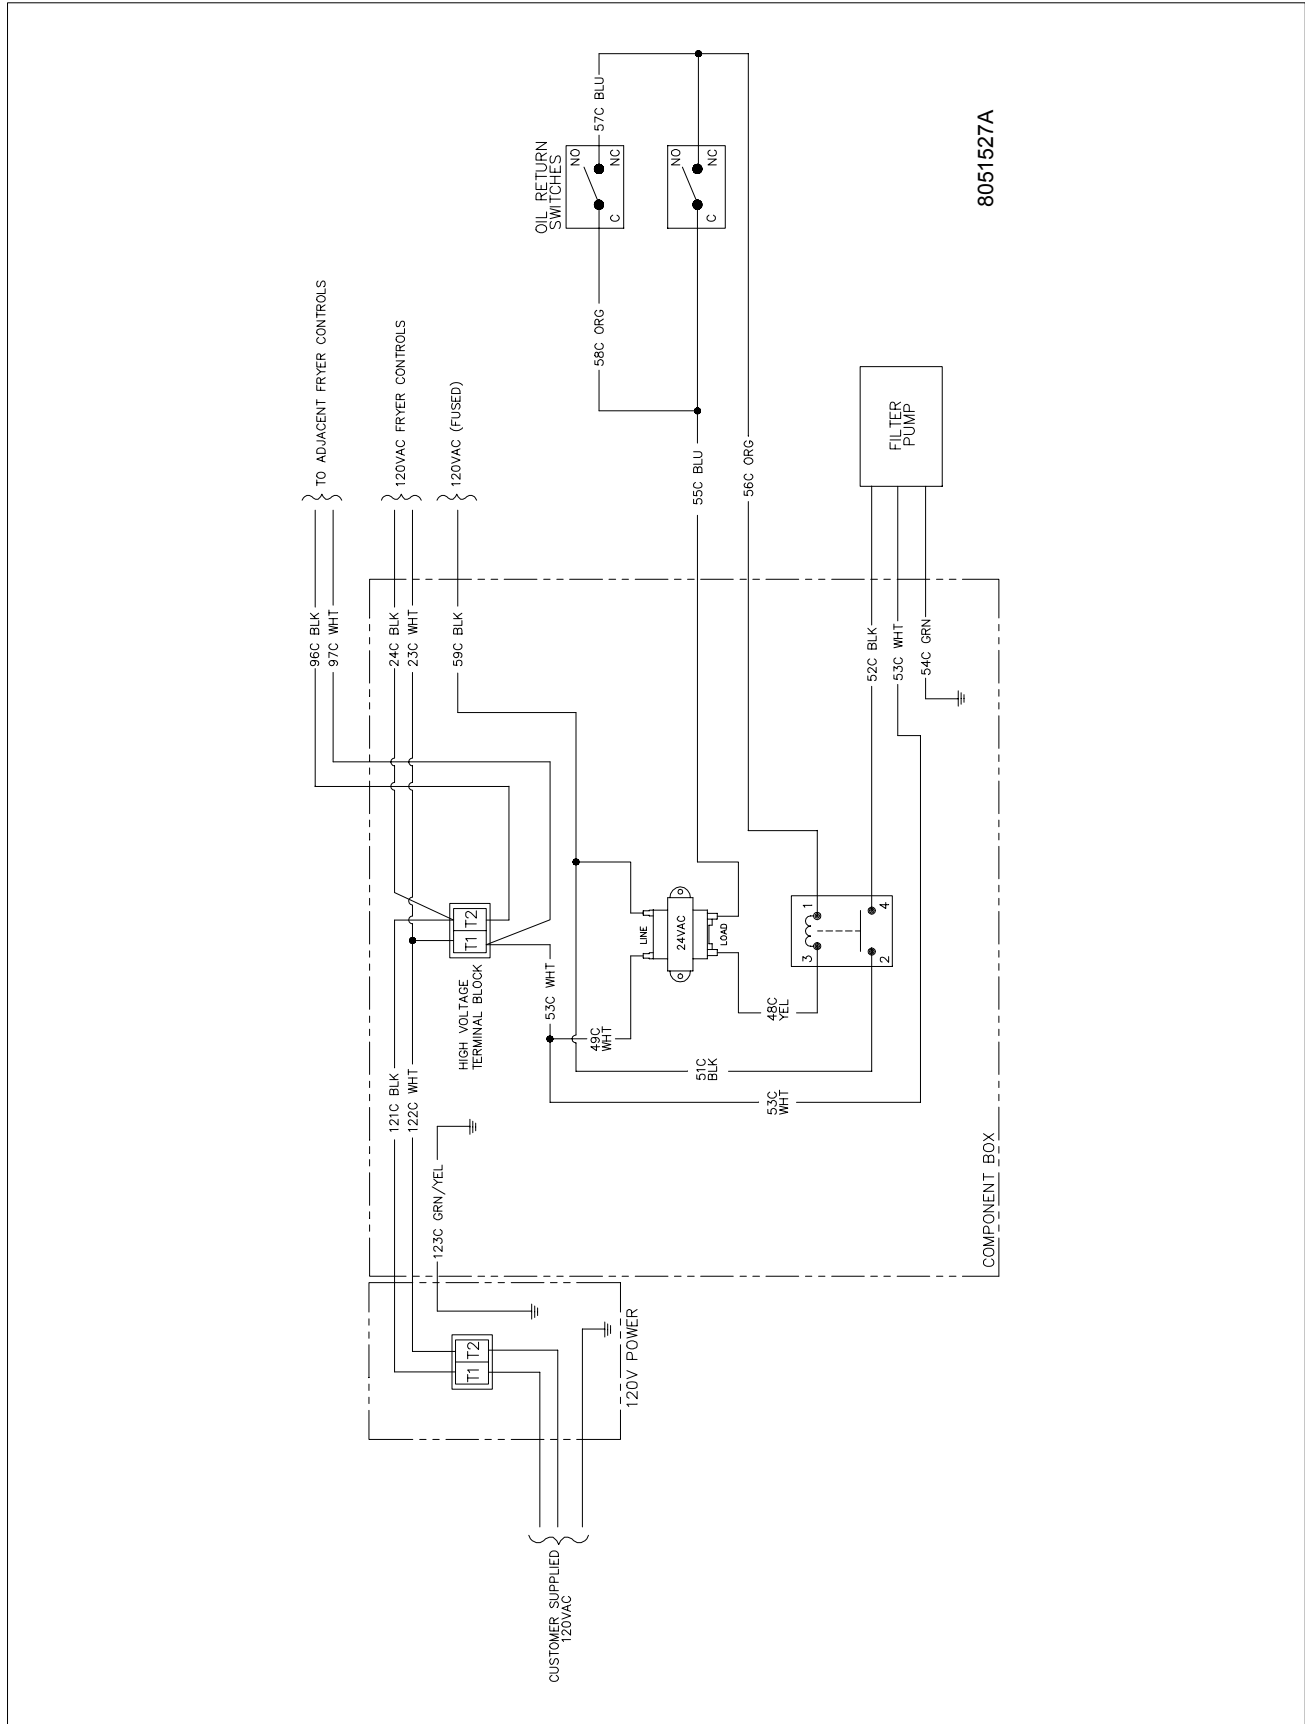 8051527A
OIL RETURN
SWITCHES
NO
NC
C
57C BLU
NO
NC
C
58C ORG
55C BLU
56C ORG
TO ADJACENT FRYER CONTROLS
120VAC FRYER CONTROLS
120VAC (FUSED)
FILTER
PUMP
96C BLK
97C WHT
24C BLK
23C WHT
59C BLK
52C BLK
53C WHT
54C GRN
T1 T2
HIGH VOLTAGE
TERMINAL BLOCK
53C WHT
49C
WHT
LINE
24VAC
LOAD
48C
YEL
3 1
2 4
51C
BLK
53C
WHT
121C BLK
122C WHT
123C GRN/YEL
COMPONENT BOX
T1 T2
120V POWER
CUSTOMER SUPPLIED
120VAC